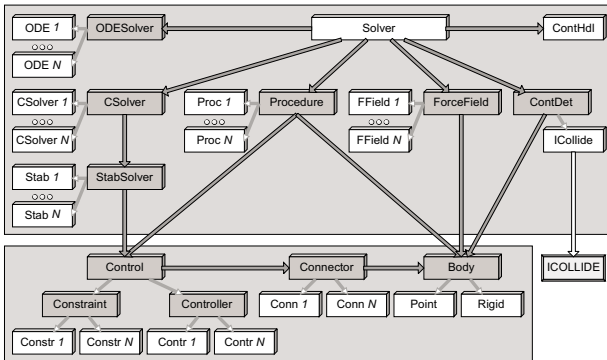 ODE 1 ODESolver Solver ContHdl
ODE N
CSolver 1 CSolver Proc 1 Procedure FField 1 ForceField ContDet
CSolver N Proc N FField N ICollide
Stab 1 StabSolver
Stab N
Control Connector Body ICOLLIDE
Constraint Controller Conn 1 Conn N Point Rigid
Constr 1 Constr N Contr 1 Contr N